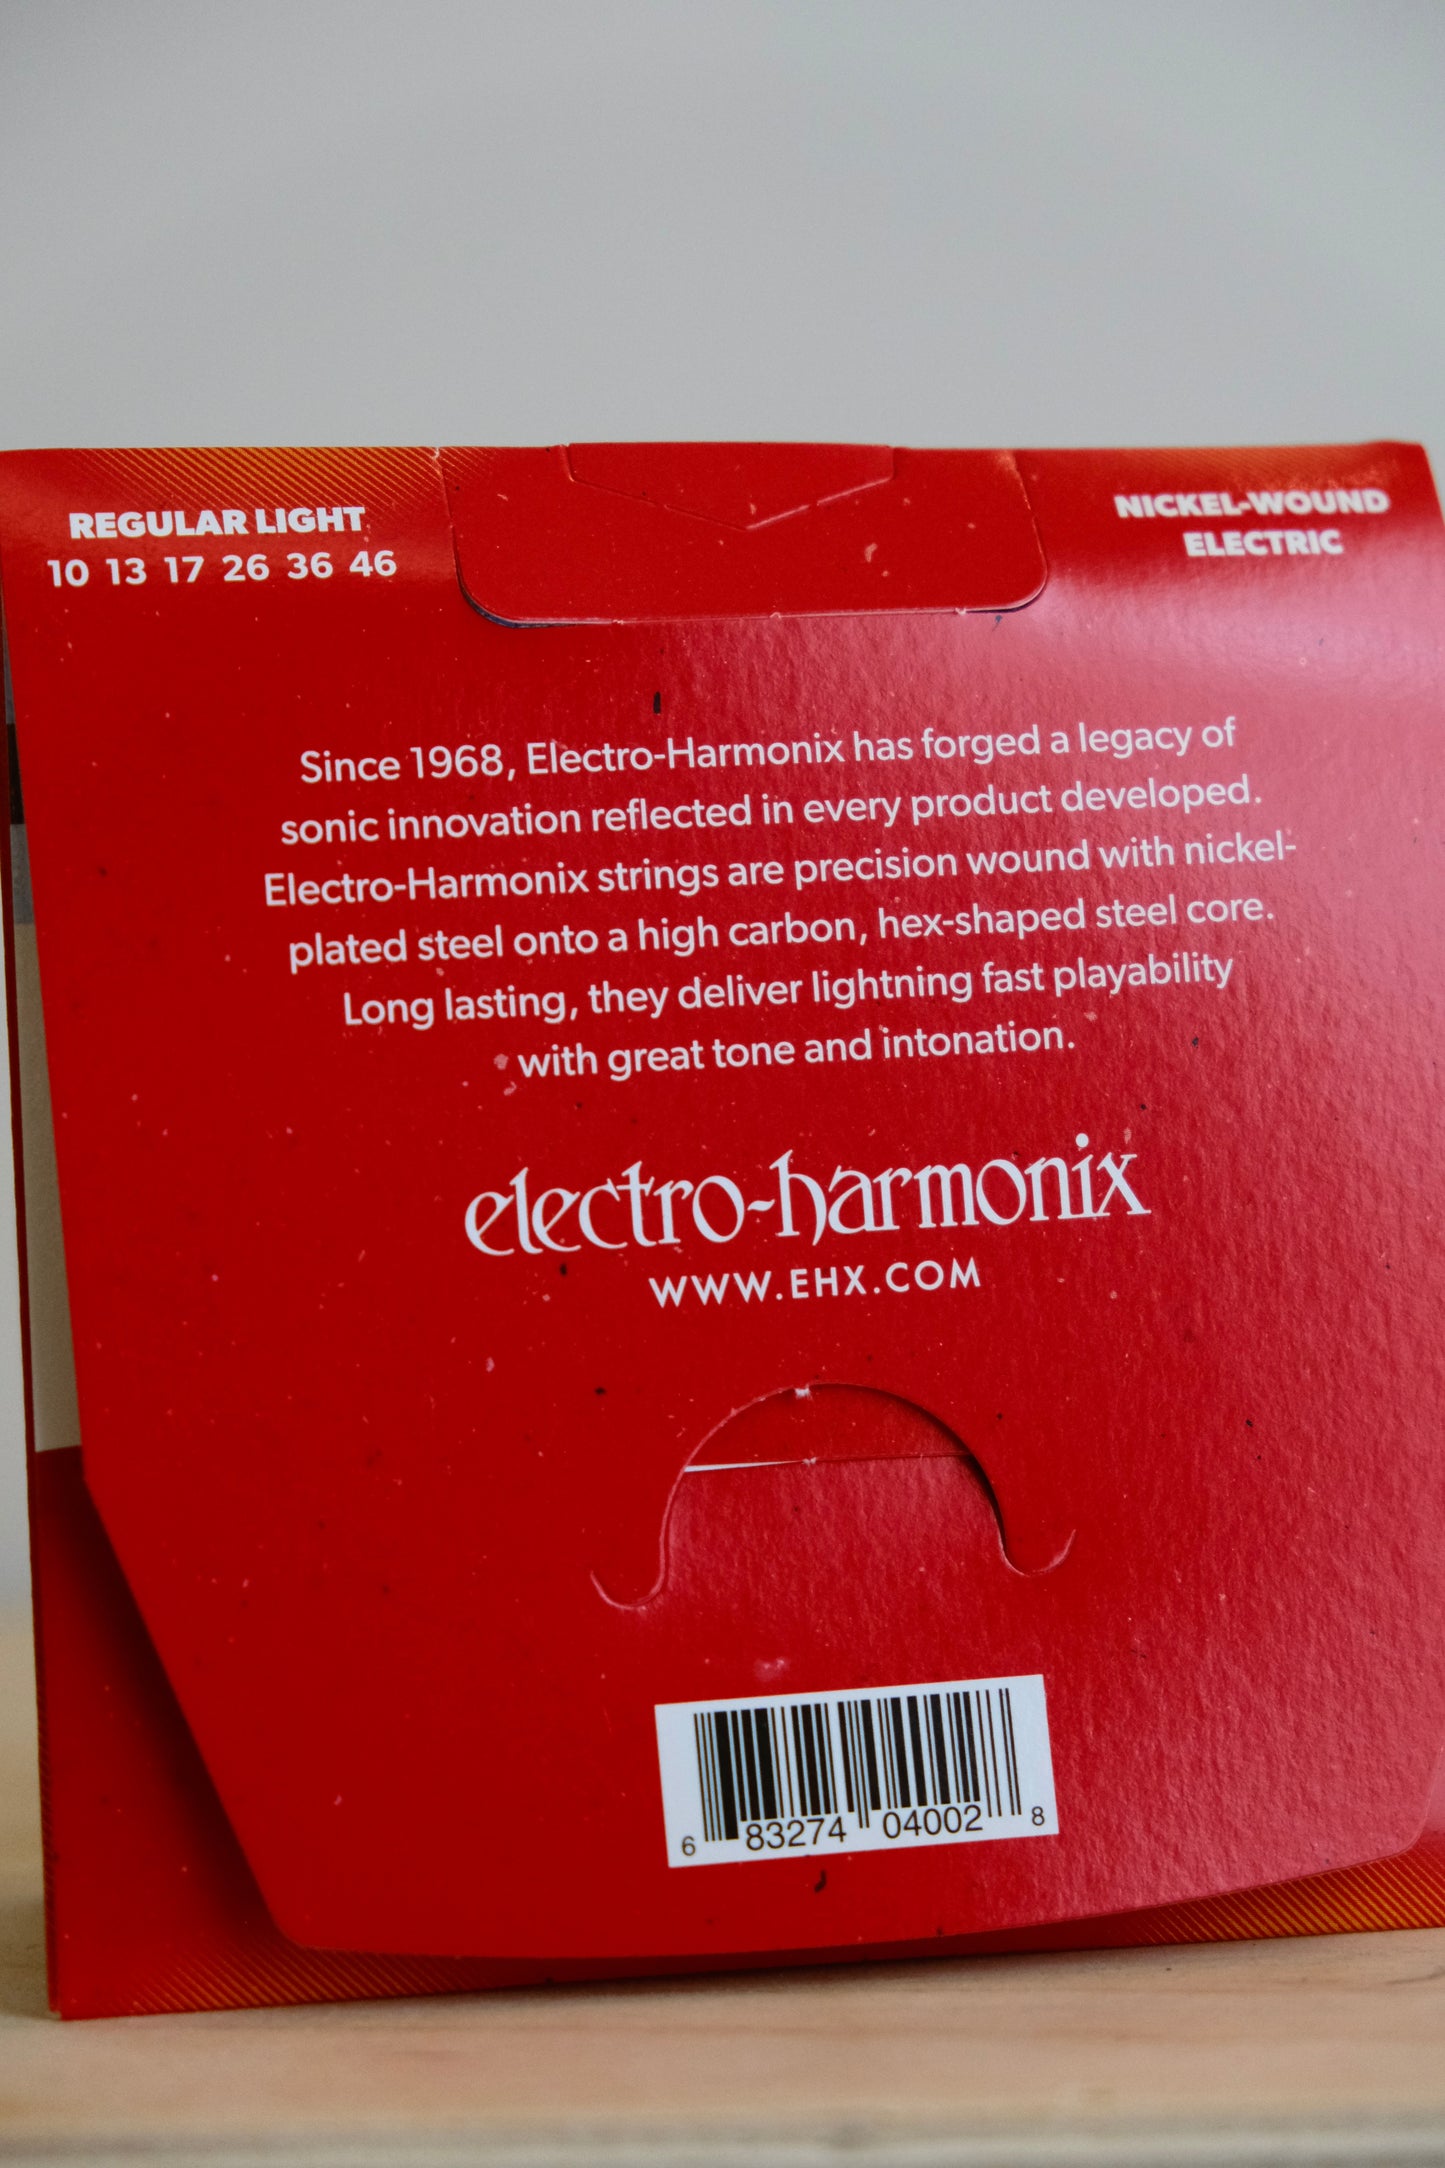 REGULAR LIGHT
10 13 17 26 36 46
NICKEL-WOUND
ELECTRIC
Since 1968, Electro-Harmonix has forged a legacy of
sonic innovation reflected in every product developed.
Electro-Harmonix strings are precision wound with nickel-
plated steel onto a high carbon, hex-shaped steel core.
Long lasting, they deliver lightning fast playability
with great tone and intonation.
electro-harmonix
WWW.EHX.COM
6 83274 04002 8